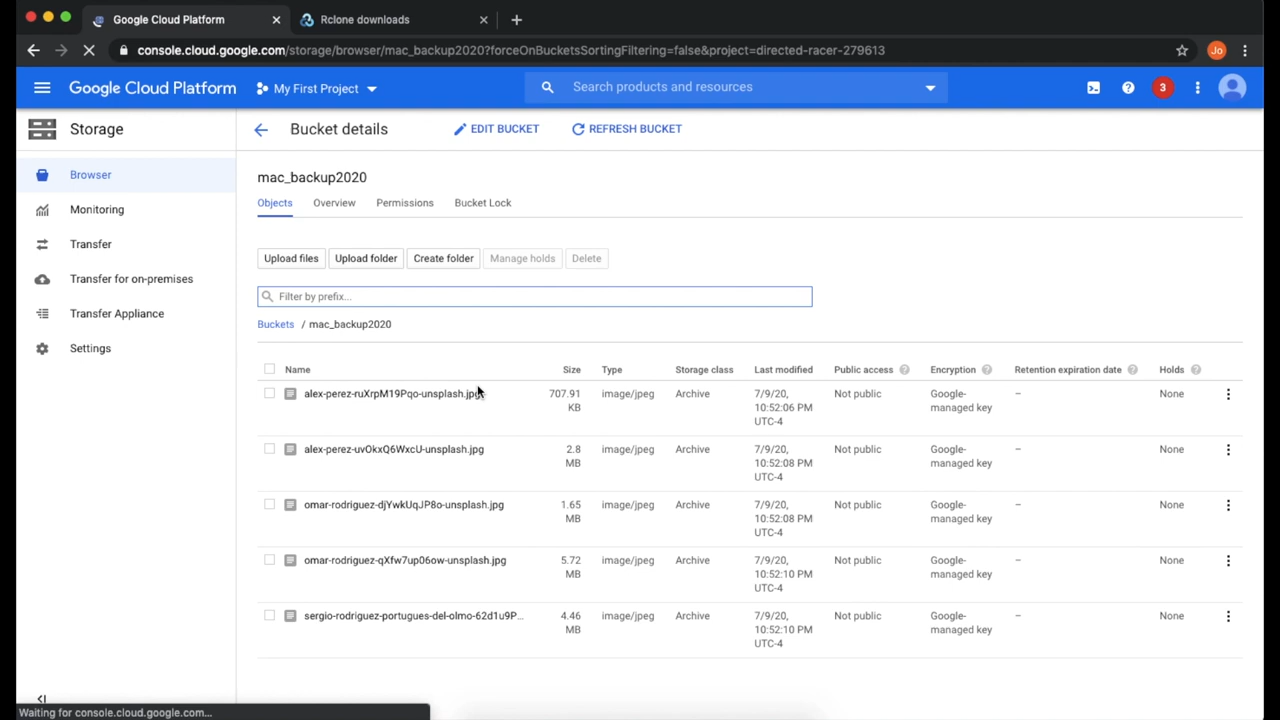 Google Cloud Platform
Rclone downloads
console.cloud.google.com/storage/browser/mac_backup2020?forceOnBucketsSortingFiltering=false&project=directed-racer-279613
Jo
Google Cloud Platform
My First Project
Search products and resources
3
Storage
Bucket details
EDIT BUCKET
REFRESH BUCKET
Browser
Monitoring
Transfer
Transfer for on-premises
Transfer Appliance
Settings
mac_backup2020
Objects Overview Permissions Bucket Lock
Upload files Upload folder Create folder Manage holds Delete
Filter by prefix...
Buckets / mac_backup2020
Name Size Type Storage class Last modified Public access Encryption Retention expiration date Holds
alex-perez-ruXrpM19Pqo-unsplash.jpg 707.91 image/jpeg Archive 7/9/20, Not public Google- – None
KB 10:52:06 PM managed key
UTC-4
alex-perez-uvOkxQ6WxcU-unsplash.jpg 2.8 image/jpeg Archive 7/9/20, Not public Google- – None
MB 10:52:08 PM managed key
UTC-4
omar-rodriguez-djYwkUqJP8o-unsplash.jpg 1.65 image/jpeg Archive 7/9/20, Not public Google- – None
MB 10:52:08 PM managed key
UTC-4
omar-rodriguez-qXfw7up06ow-unsplash.jpg 5.72 image/jpeg Archive 7/9/20, Not public Google- – None
MB 10:52:10 PM managed key
UTC-4
sergio-rodriguez-portugues-del-olmo-62d1u9P... 4.46 image/jpeg Archive 7/9/20, Not public Google- – None
MB 10:52:10 PM managed key
UTC-4
Waiting for console.cloud.google.com...